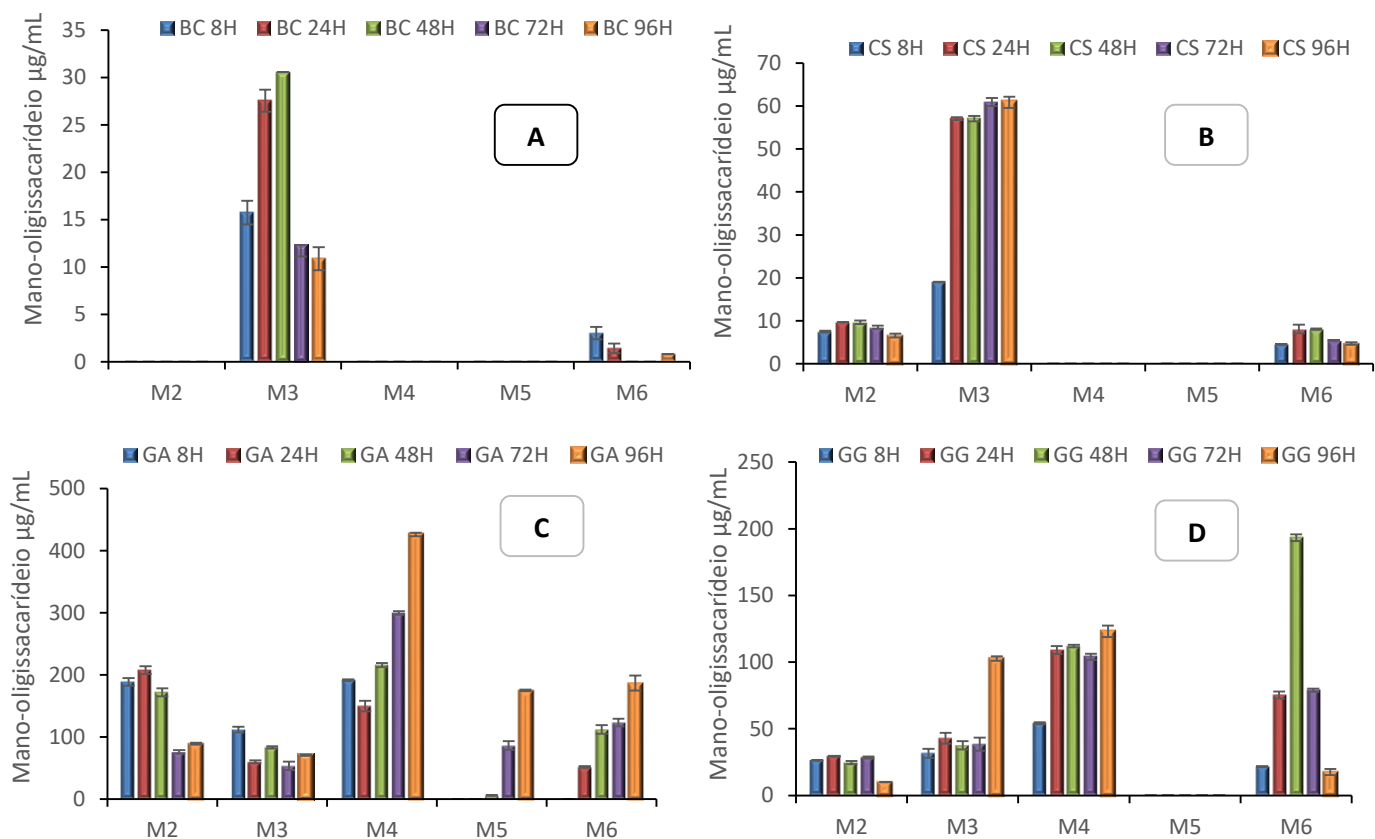 BC 8H BC 24H BC 48H BC 72H BC 96H
Mano-oligissacarídeio µg/mL
35
30
25
20
15
10
5
0
A
M2 M3 M4 M5 M6
CS 8H CS 24H CS 48H CS 72H CS 96H
Mano-oligissacarídeio µg/mL
70
60
50
40
30
20
10
0
B
M2 M3 M4 M5 M6
GA 8H GA 24H GA 48H GA 72H GA 96H
Mano-oligissacarídeio µg/mL
500
400
300
200
100
0
C
M2 M3 M4 M5 M6
GG 8H GG 24H GG 48H GG 72H GG 96H
Mano-oligissacarídeio µg/mL
250
200
150
100
50
0
D
M2 M3 M4 M5 M6